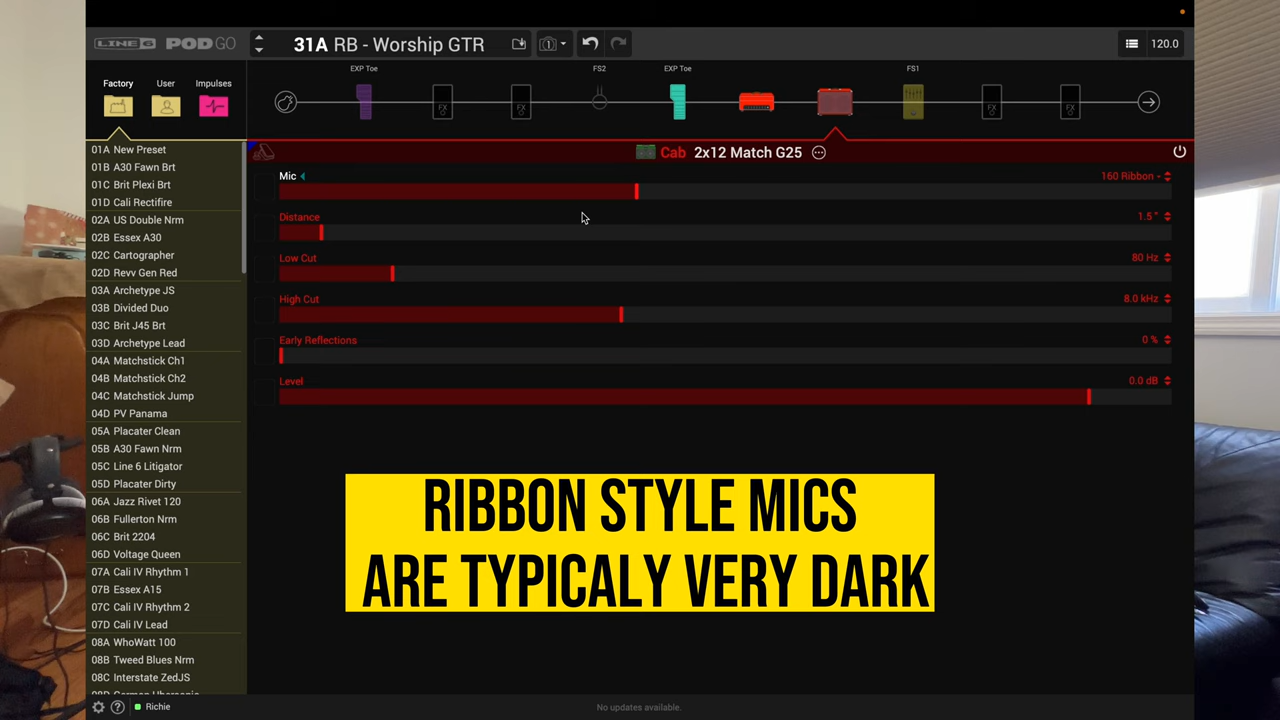 LINE 6 POD GO
31A RB - Worship GTR
120.0
Factory User Impulses
EXP Toe FS2 EXP Toe FS1
FX FX FX FX
Cab 2x12 Match G25
Mic 160 Ribbon -
Distance 1.5 "
Low Cut 80 Hz
High Cut 8.0 kHz
Early Reflections 0 %
Level 0.0 dB
01A New Preset
01B A30 Fawn Brt
01C Brit Plexi Brt
01D Cali Rectifire
02A US Double Nrm
02B Essex A30
02C Cartographer
02D Revv Gen Red
03A Archetype JS
03B Divided Duo
03C Brit J45 Brt
03D Archetype Lead
04A Matchstick Ch1
04B Matchstick Ch2
04C Matchstick Jump
04D PV Panama
05A Placater Clean
05B A30 Fawn Nrm
05C Line 6 Litigator
05D Placater Dirty
06A Jazz Rivet 120
06B Fullerton Nrm
06C Brit 2204
06D Voltage Queen
07A Cali IV Rhythm 1
07B Essex A15
07C Cali IV Rhythm 2
07D Cali IV Lead
08A WhoWatt 100
08B Tweed Blues Nrm
08C Interstate ZedJS
RIBBON STYLE MICS
ARE TYPICALY VERY DARK
? Richie
No updates available.